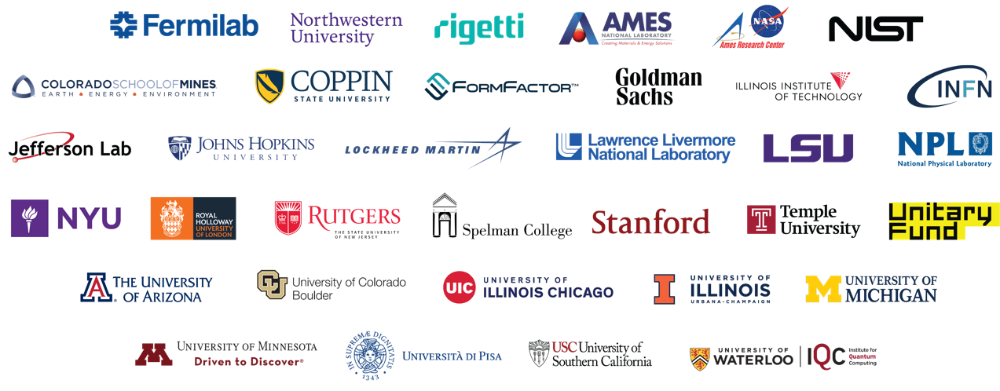 Fermilab
Northwestern
University
rigetti
AMES
NATIONAL LABORATORY
Creating Materials & Energy Solutions
NASA
Ames Research Center
NIST
COLORADOSCHOOLOFMINES
EARTH • ENERGY • ENVIRONMENT
COPPIN
STATE UNIVERSITY
FORMFACTOR™
Goldman
Sachs
ILLINOIS INSTITUTE
OF TECHNOLOGY
INFN
Jefferson Lab
JOHNS HOPKINS
UNIVERSITY
LOCKHEED MARTIN
Lawrence Livermore
National Laboratory
LSU
NPL
National Physical Laboratory
NYU
ROYAL
HOLLOWAY
UNIVERSITY
OF LONDON
RUTGERS
THE STATE UNIVERSITY
OF NEW JERSEY
Spelman College
Stanford
T
Temple
University
Unitary
Fund
A
THE UNIVERSITY
OF ARIZONA
®
CU
University of Colorado
Boulder
UIC
UNIVERSITY OF
ILLINOIS CHICAGO
I
UNIVERSITY OF
ILLINOIS
URBANA-CHAMPAIGN
M
UNIVERSITY OF
MICHIGAN
M
UNIVERSITY OF MINNESOTA
Driven to Discover®
IN SUPREMÆ DIGNITATIS
1343
UNIVERSITÀ DI PISA
USC University of
Southern California
UNIVERSITY OF
WATERLOO
IQC
Institute for
Quantum
Computing